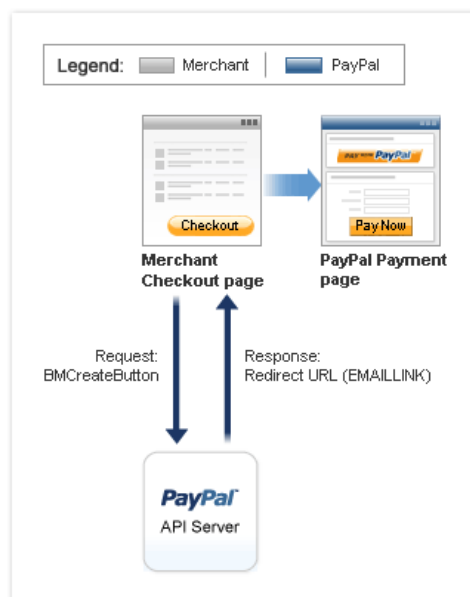 Legend: Merchant PayPal
PayPal
Checkout
Pay Now
Merchant
Checkout page
PayPal Payment
page
Request:
BMCreateButton
Response:
Redirect URL (EMAILLINK)
PayPal
API Server